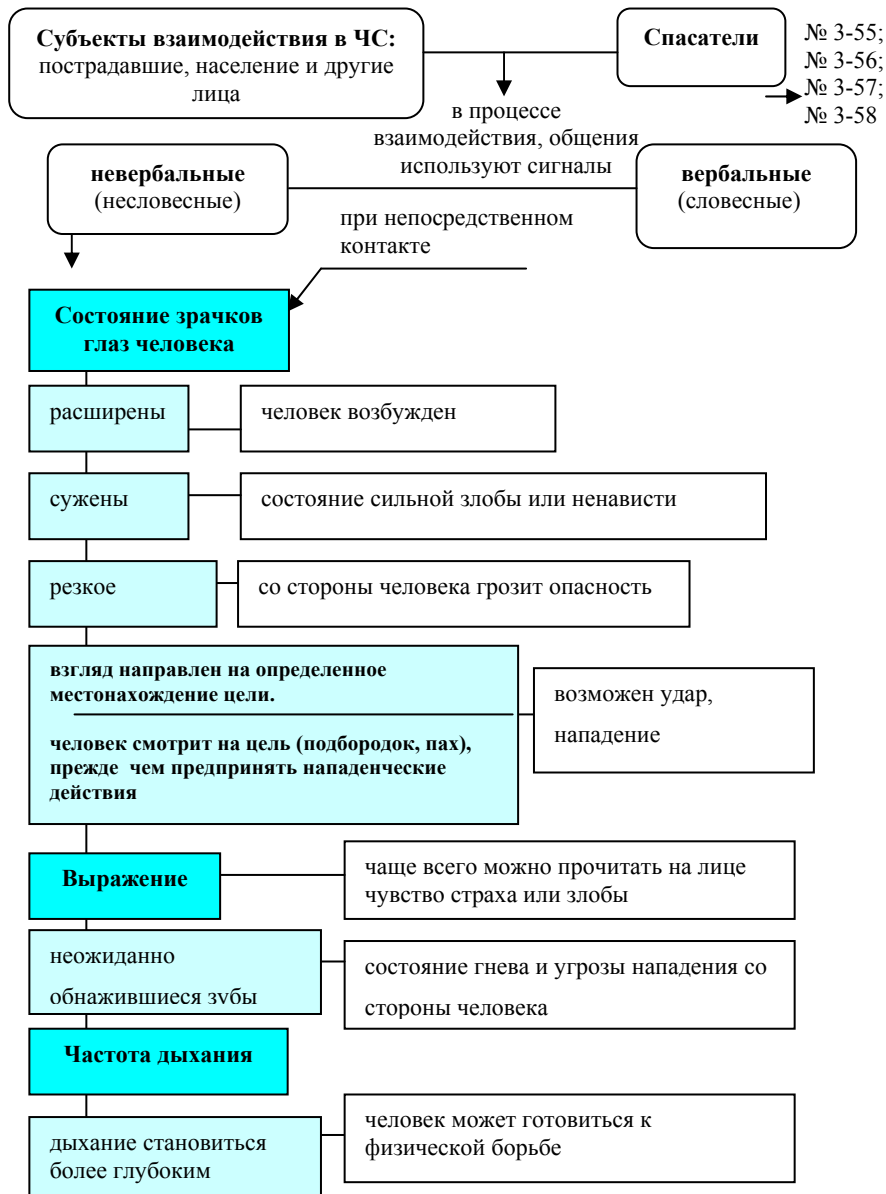 Субъекты взаимодействия в ЧС:
пострадавшие, население и другие
лица
Спасатели
№ 3-55;
№ 3-56;
№ 3-57;
№ 3-58
в процессе
взаимодействия, общения
используют сигналы
невербальные
(несловесные)
вербальные
(словесные)
при непосредственном
контакте
Состояние зрачков
глаз человека
расширены
человек возбужден
сужены
состояние сильной злобы или ненависти
резкое
со стороны человека грозит опасность
взгляд направлен на определенное
местонахождение цели.
человек смотрит на цель (подбородок, пах),
прежде чем предпринять нападенческие
действия
возможен удар,
нападение
Выражение
чаще всего можно прочитать на лице
чувство страха или злобы
неожиданно
обнажившиеся зубы
состояние гнева и угрозы нападения со
стороны человека
Частота дыхания
дыхание становиться
более глубоким
человек может готовиться к
физической борьбе